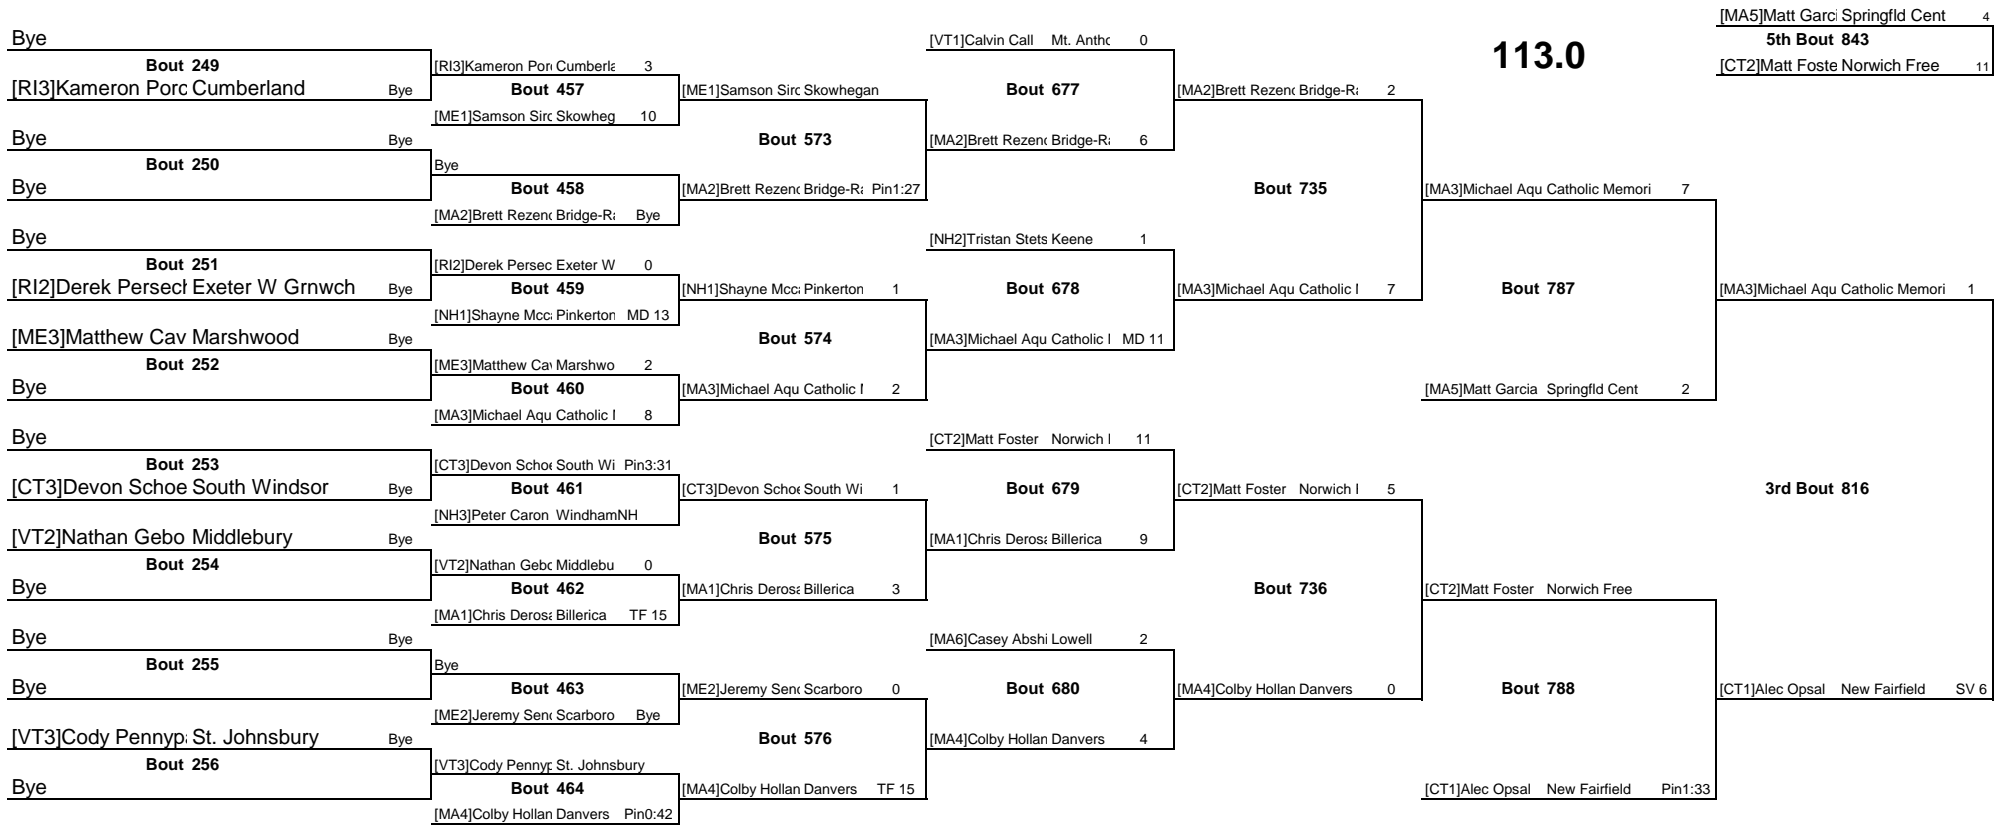 [MA5]Matt Garci Springfld Cent 4
5th Bout 843
[CT2]Matt Foste Norwich Free 11
113.0
Bye
Bout 249
[RI3]Kameron Porc Cumberland Bye
Bye Bye
Bout 250
Bye
Bye
Bout 251
[RI2]Derek Persech Exeter W Grnwch Bye
[ME3]Matthew Cav Marshwood Bye
Bout 252
Bye
Bye
Bout 253
[CT3]Devon Schoe South Windsor Bye
[VT2]Nathan Gebo Middlebury Bye
Bout 254
Bye
Bye Bye
Bout 255
Bye
[VT3]Cody Pennypa St. Johnsbury Bye
Bout 256
Bye
[RI3]Kameron Porc Cumberla 3
Bout 457
[ME1]Samson Sirc Skowheg 10
Bye
Bout 458
[MA2]Brett Rezenc Bridge-Ra Bye
[RI2]Derek Persec Exeter W 0
Bout 459
[NH1]Shayne Mcca Pinkerton MD 13
[ME3]Matthew Cav Marshwo 2
Bout 460
[MA3]Michael Aqu Catholic I 8
[CT3]Devon Schoe South Wi Pin3:31
Bout 461
[NH3]Peter Caron WindhamNH
[VT2]Nathan Gebo Middlebu 0
Bout 462
[MA1]Chris Derosa Billerica TF 15
Bye
Bout 463
[ME2]Jeremy Senc Scarboro Bye
[VT3]Cody Pennyp St. Johnsbury
Bout 464
[MA4]Colby Hollan Danvers Pin0:42
[ME1]Samson Sirc Skowhegan
Bout 573
[MA2]Brett Rezenc Bridge-Ra Pin1:27
[NH1]Shayne Mcca Pinkerton 1
Bout 574
[MA3]Michael Aqu Catholic M 2
[CT3]Devon Schoe South Wi 1
Bout 575
[MA1]Chris Derosa Billerica 3
[ME2]Jeremy Senc Scarboro 0
Bout 576
[MA4]Colby Hollan Danvers TF 15
[VT1]Calvin Call Mt. Antho 0
Bout 677
[MA2]Brett Rezenc Bridge-Ra 6
[NH2]Tristan Stets Keene 1
Bout 678
[MA3]Michael Aqu Catholic I MD 11
[CT2]Matt Foster Norwich I 11
Bout 679
[MA1]Chris Derosa Billerica 9
[MA6]Casey Abshi Lowell 2
Bout 680
[MA4]Colby Hollan Danvers 4
[MA2]Brett Rezenc Bridge-Ra 2
Bout 735
[MA3]Michael Aqu Catholic I 7
[CT2]Matt Foster Norwich I 5
Bout 736
[MA4]Colby Hollan Danvers 0
[MA3]Michael Aqu Catholic Memori 7
Bout 787
[MA5]Matt Garcia Springfld Cent 2
[CT2]Matt Foster Norwich Free
Bout 788
[CT1]Alec Opsal New Fairfield Pin1:33
[MA3]Michael Aqu Catholic Memori 1
3rd Bout 816
[CT1]Alec Opsal New Fairfield SV 6